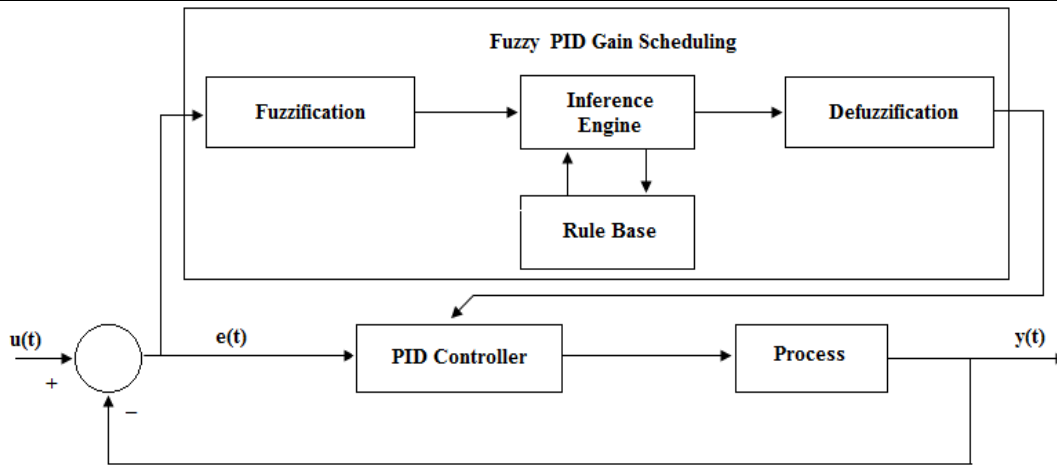 Fuzzy PID Gain Scheduling
Fuzzification
Inference
Engine
Defuzzification
Rule Base
u(t)
+
−
e(t)
PID Controller
Process
y(t)